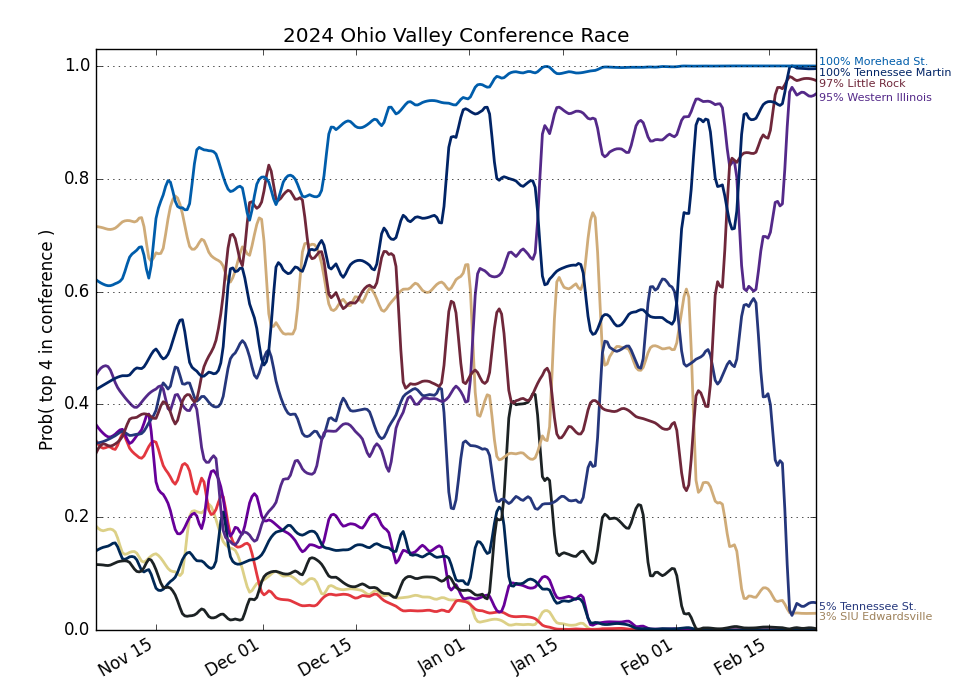 2024 Ohio Valley Conference Race
Prob( top 4 in conference )
1.0
0.8
0.6
0.4
0.2
0.0
Nov 15
Dec 01
Dec 15
Jan 01
Jan 15
Feb 01
Feb 15
100% Morehead St.
100% Tennessee Martin
97% Little Rock
95% Western Illinois
5% Tennessee St.
3% SIU Edwardsville